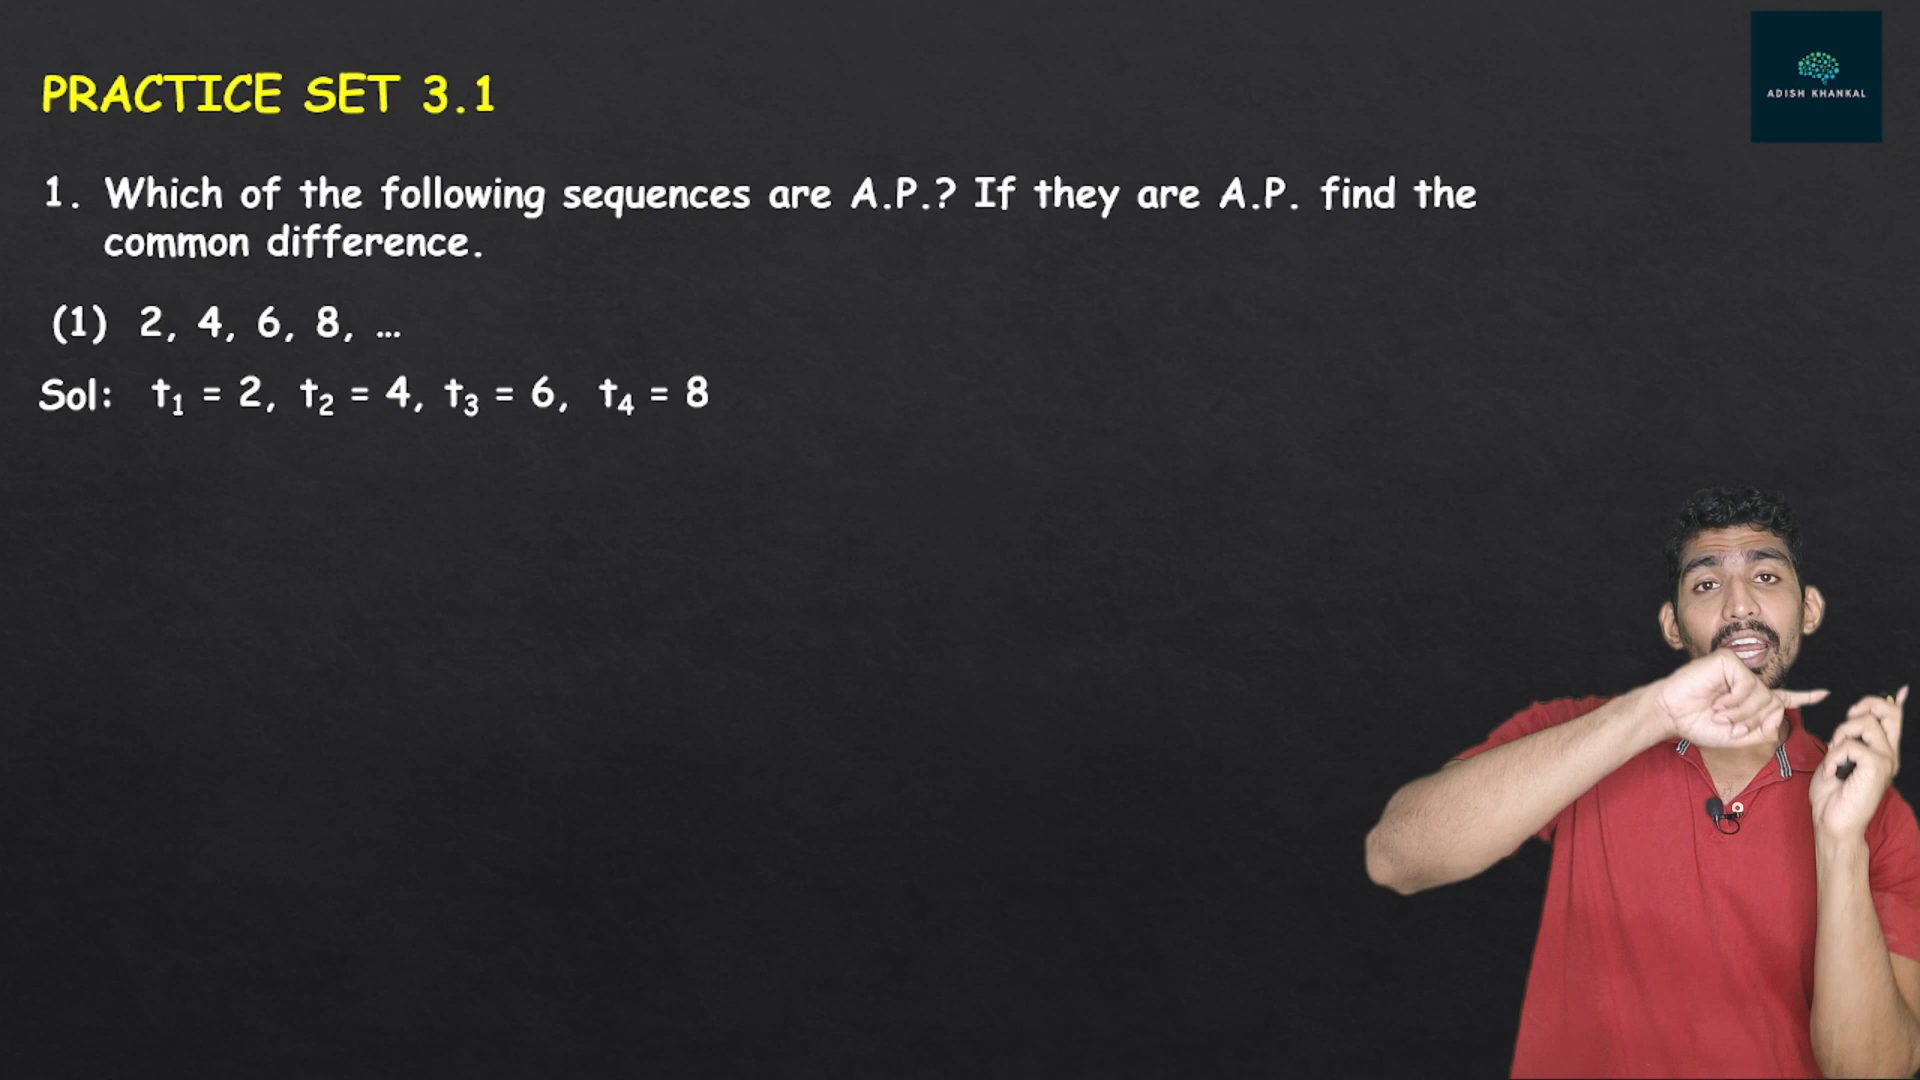 ADISH KHANKAL
PRACTICE SET 3.1
1. Which of the following sequences are A.P.? If they are A.P. find the
common difference.
(1) 2, 4, 6, 8, ...
Sol: t₁ = 2, t₂ = 4, t₃ = 6, t₄ = 8